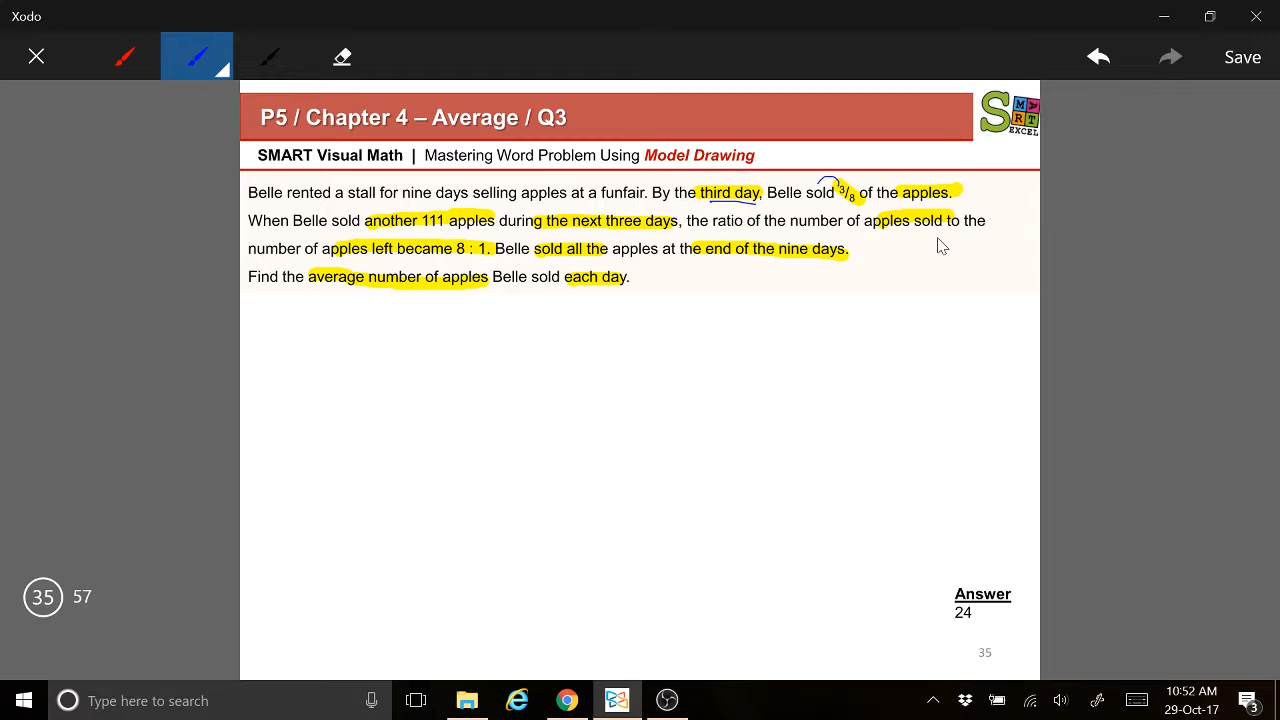 Xodo
Save
P5 / Chapter 4 – Average / Q3
S MART EXCEL
SMART Visual Math | Mastering Word Problem Using Model Drawing
Belle rented a stall for nine days selling apples at a funfair. By the third day, Belle sold 3/8 of the apples.
When Belle sold another 111 apples during the next three days, the ratio of the number of apples sold to the
number of apples left became 8 : 1. Belle sold all the apples at the end of the nine days.
Find the average number of apples Belle sold each day.
35 57
Answer
24
35
Type here to search
10:52 AM
29-Oct-17
3